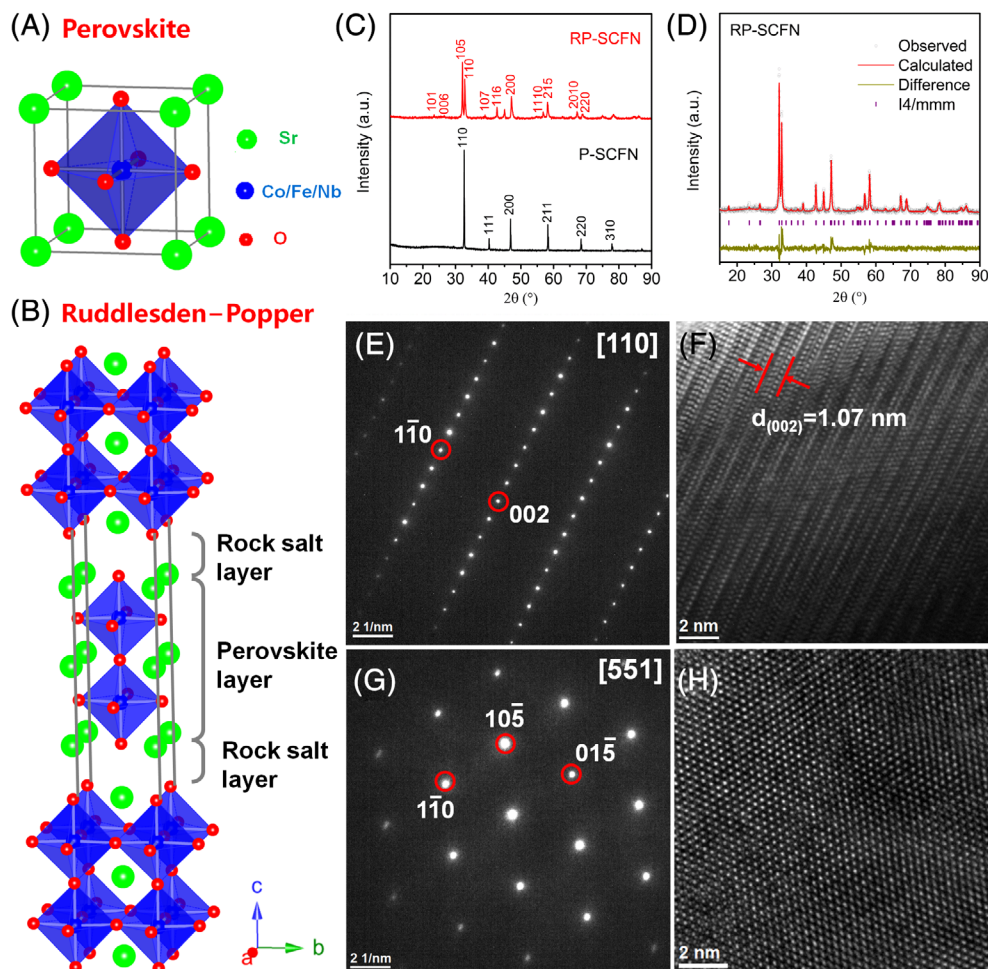 (A) Perovskite
Sr
Co/Fe/Nb
O
(B) Ruddlesden-Popper
Rock salt
layer
Perovskite
layer
Rock salt
layer
c
a
b
(C)
Intensity (a.u.)
RP-SCFN
101
006
105
110
107
116
200
1110
215
2010
220
P-SCFN
110
111
200
211
220
310
10 20 30 40 50 60 70 80 90
2θ (°)
(D)
RP-SCFN
Intensity (a.u.)
Observed
Calculated
Difference
I4/mmm
20 30 40 50 60 70 80 90
2θ (°)
(E)
[110]
11̅0
002
2 1/nm
(F)
d(002)=1.07 nm
2 nm
(G)
[551]
105̅
015̅
11̅0
2 1/nm
(H)
2 nm